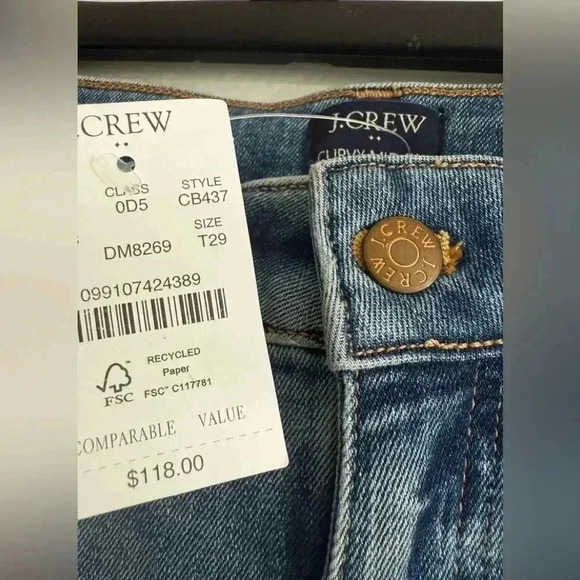 J.CREW
CLASS STYLE
0D5 CB437
SIZE
DM8269 T29
099107424389
RECYCLED
Paper
FSC™ C117781
FSC
COMPARABLE VALUE
$118.00
J.CREW
CURVY
J.CREW J.CREW